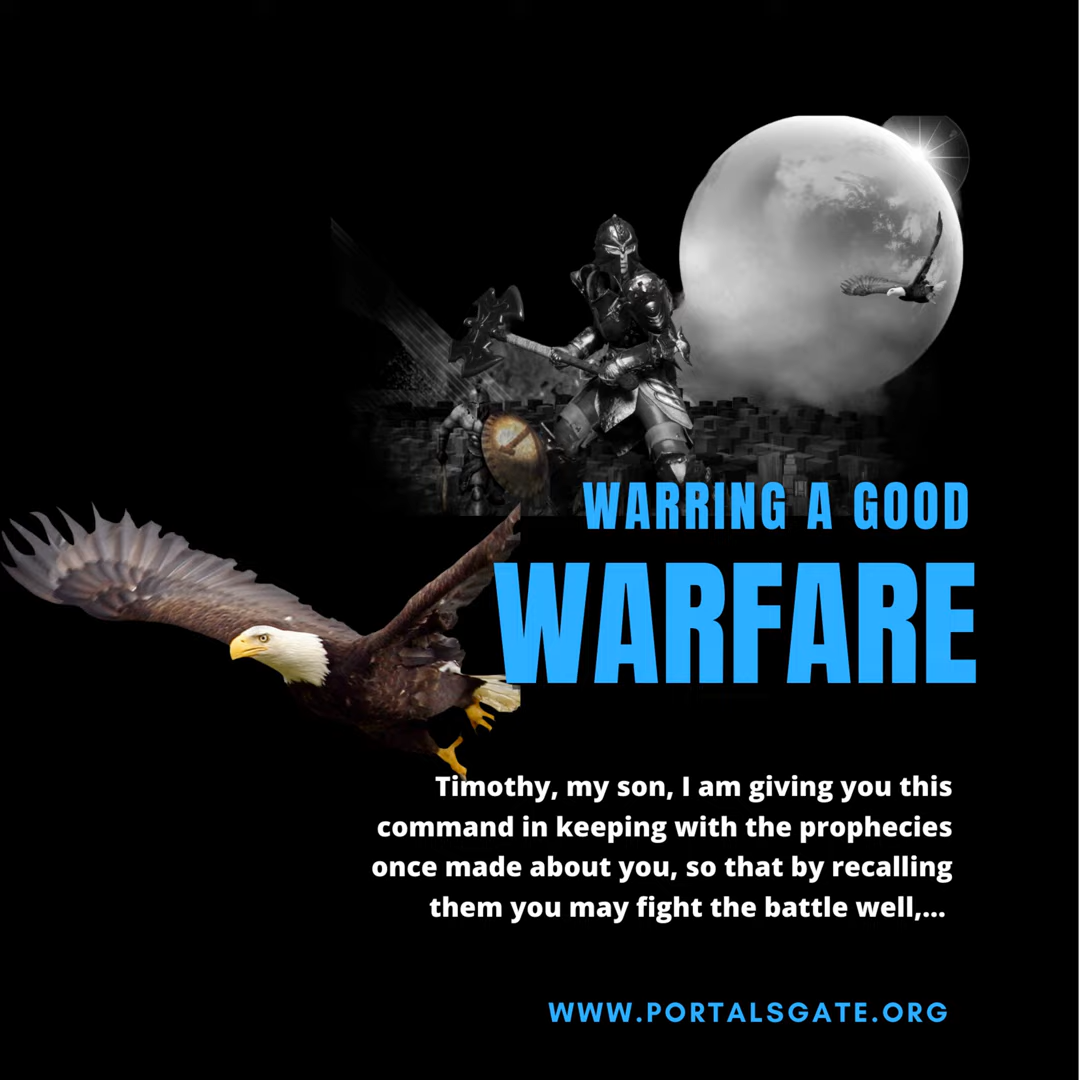 WARRING A GOOD
WARFARE
Timothy, my son, I am giving you this
command in keeping with the prophecies
once made about you, so that by recalling
them you may fight the battle well,...
WWW.PORTALSGATE.ORG